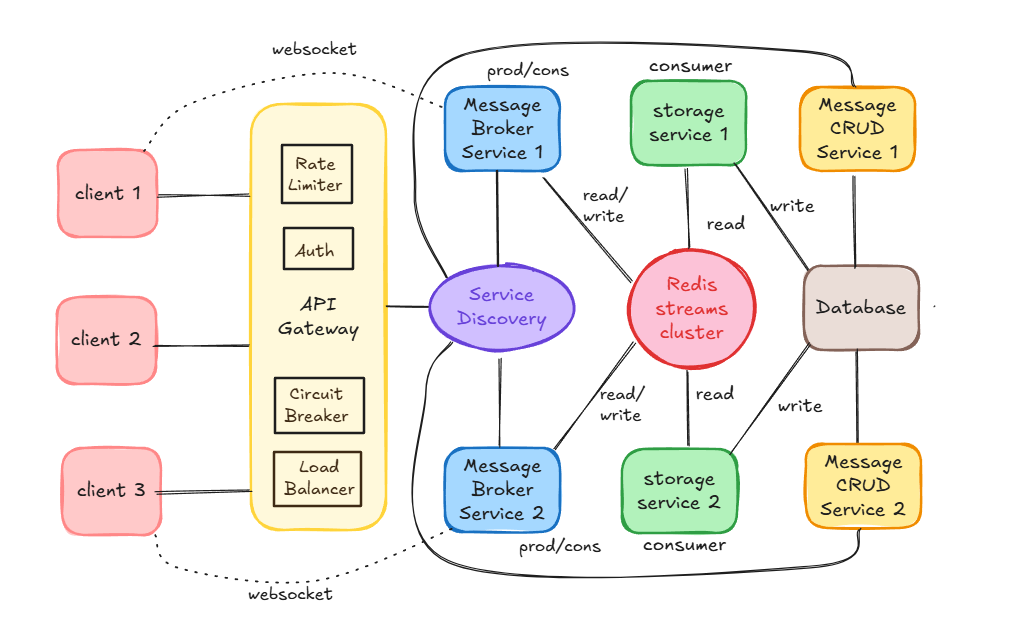 websocket
prod/cons
consumer
Message
Broker
Service 1
storage
service 1
Message
CRUD
Service 1
Rate
Limiter
client 1
read/
write
write
read
Auth
Service
Discovery
Redis
streams
cluster
Database
API
Gateway
client 2
Circuit
Breaker
read/
write
read
write
Load
Balancer
client 3
Message
Broker
Service 2
storage
service 2
Message
CRUD
Service 2
prod/cons
consumer
websocket